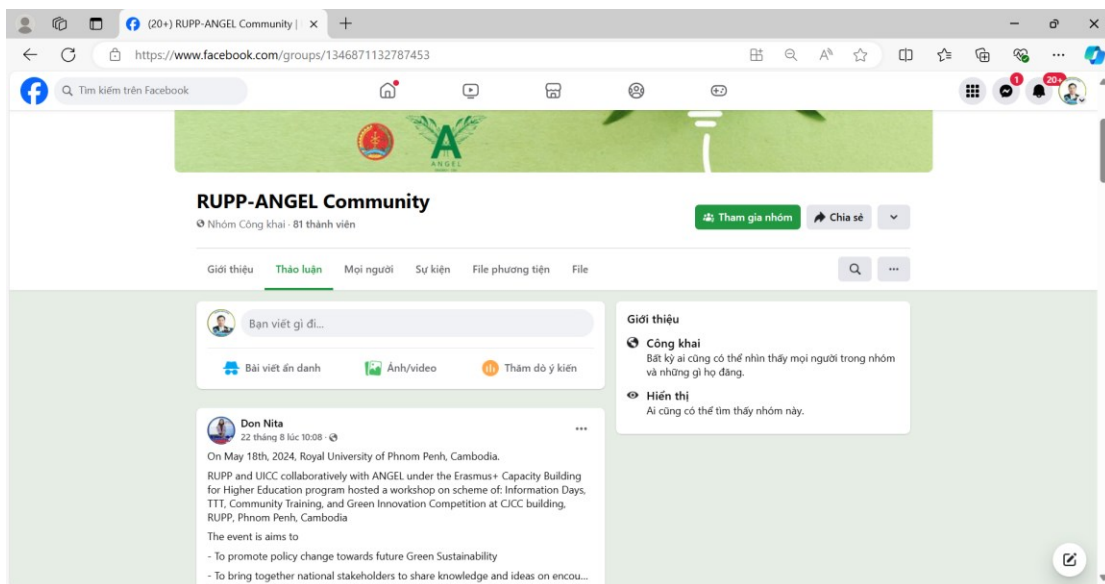 (20+) RUPP-ANGEL Community |
https://www.facebook.com/groups/1346871132787453
Tìm kiếm trên Facebook
1
20+
A
ANGEL
RUPP-ANGEL Community
Nhóm Công khai · 81 thành viên
Tham gia nhóm
Chia sẻ
Giới thiệu
Thảo luận
Mọi người
Sự kiện
File phương tiện
File
Bạn viết gì đi...
Bài viết ẩn danh
Ảnh/video
Thăm dò ý kiến
Giới thiệu
Công khai
Bất kỳ ai cũng có thể nhìn thấy mọi người trong nhóm
và những gì họ đăng.
Hiển thị
Ai cũng có thể tìm thấy nhóm này.
Don Nita
22 tháng 8 lúc 10:08 ·
On May 18th, 2024, Royal University of Phnom Penh, Cambodia.
RUPP and UICC collaboratively with ANGEL under the Erasmus+ Capacity Building
for Higher Education program hosted a workshop on scheme of: Information Days,
TTT, Community Training, and Green Innovation Competition at CJCC building,
RUPP, Phnom Penh, Cambodia
The event is aims to
- To promote policy change towards future Green Sustainability
- To bring together national stakeholders to share knowledge and ideas on encou...